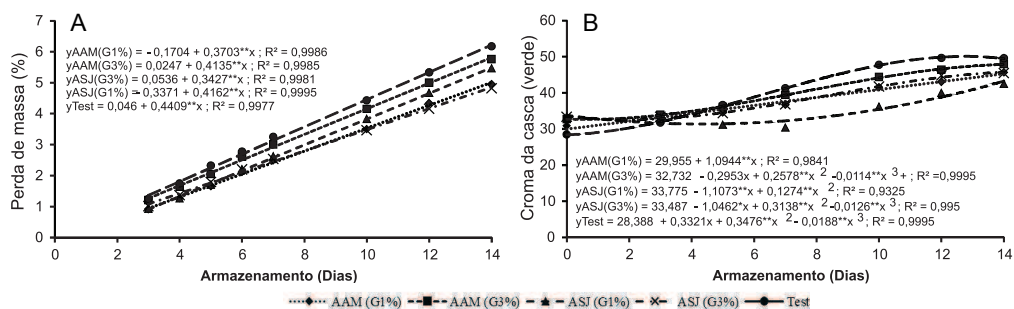 A
Perda de massa (%)
7
6
5
4
3
2
1
0
yAAM(G1%) = - 0,1704 + 0,3703**x ; R² = 0,9986
yAAM(G3%) = 0,0247 + 0,4135**x ; R² = 0,9985
yASJ(G3%) = 0,0536 + 0,3427**x ; R² = 0,9981
yASJ(G1%) = -0,3371 + 0,4162**x ; R² = 0,9995
yTest = 0,046 + 0,4409**x ; R² = 0,9977
0 2 4 6 8 10 12 14
Armazenamento (Dias)
B
Croma da casca (verde)
60
50
40
30
20
10
0
yAAM(G1%) = 29,955 + 1,0944**x ; R² = 0,9841
yAAM(G3%) = 32,732 - 0,2953x + 0,2578**x 2 -0,0114**x 3 + ; R² =0,9995
yASJ(G1%) = 33,775 - 1,1073**x + 0,1274**x 2 ; R² = 0,9325
yASJ(G3%) = 33,487 - 1,0462**x + 0,3138**x 2 -0,0126**x 3 ; R² = 0,995
yTest = 28,388 + 0,3321x + 0,3476**x 2 - 0,0188**x 3 ; R² = 0,9995
0 2 4 6 8 10 12 14
Armazenamento (Dias)
AAM (G1%) AAM (G3%) ASJ (G1%) ASJ (G3%) Test